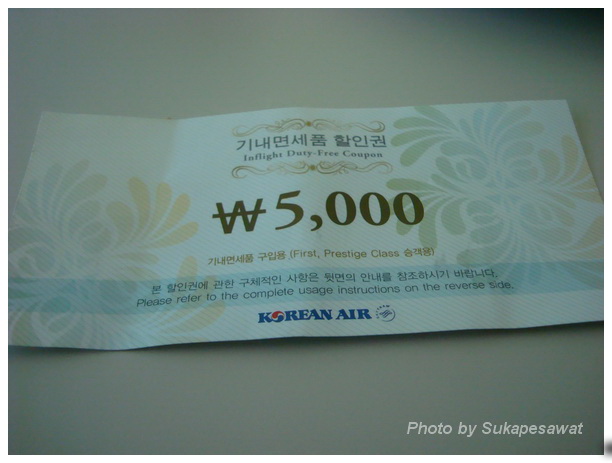 기내면세품 할인권
Inflight Duty-Free Coupon
₩5,000
기내면세품 구입용 (First, Prestige Class 승객용)
본 할인권에 관한 구체적인 사항은 뒷면의 안내를 참조하시기 바랍니다.
Please refer to the complete usage instructions on the reverse side.
KOREAN AIR
Photo by Sukapesawat